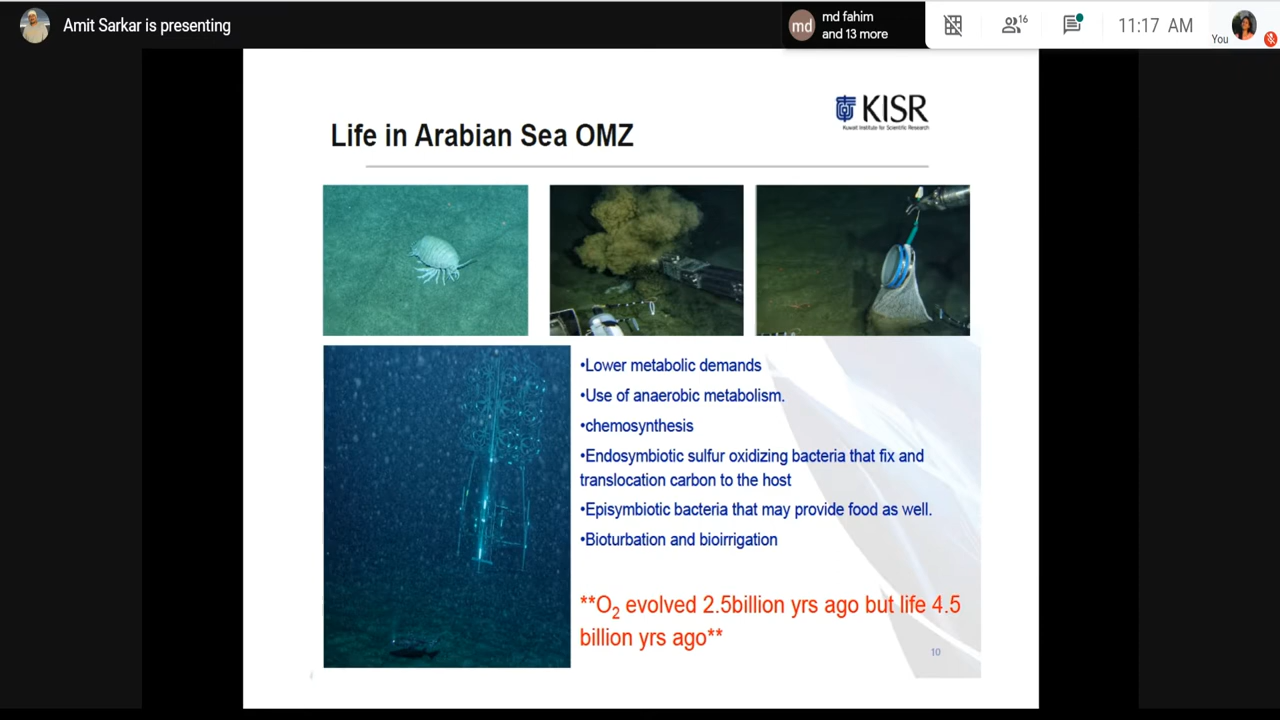 Amit Sarkar is presenting
md
md fahim
and 13 more
16
11:17 AM
You
KISR
Kuwait Institute for Scientific Research
Life in Arabian Sea OMZ
•Lower metabolic demands
•Use of anaerobic metabolism.
•chemosynthesis
•Endosymbiotic sulfur oxidizing bacteria that fix and
translocation carbon to the host
•Episymbiotic bacteria that may provide food as well.
•Bioturbation and bioirrigation
**O₂ evolved 2.5billion yrs ago but life 4.5
billion yrs ago**
10